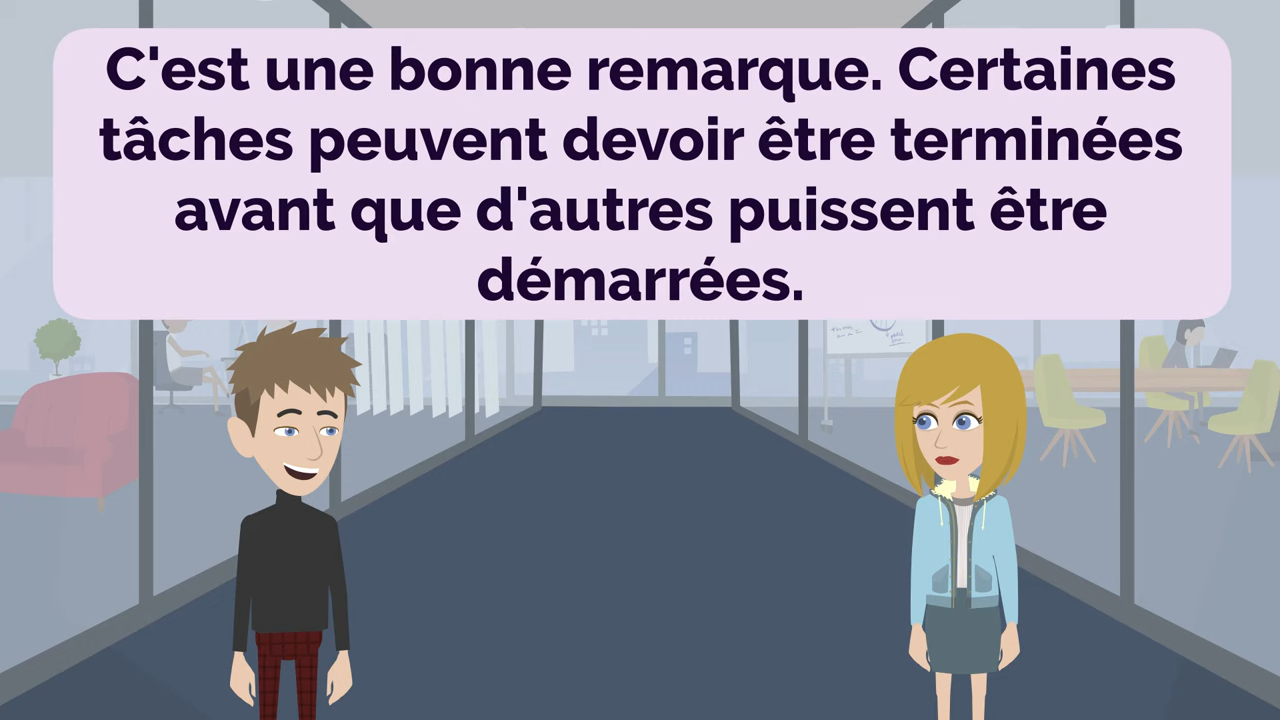 C'est une bonne remarque. Certaines
tâches peuvent devoir être terminées
avant que d'autres puissent être
démarrées.